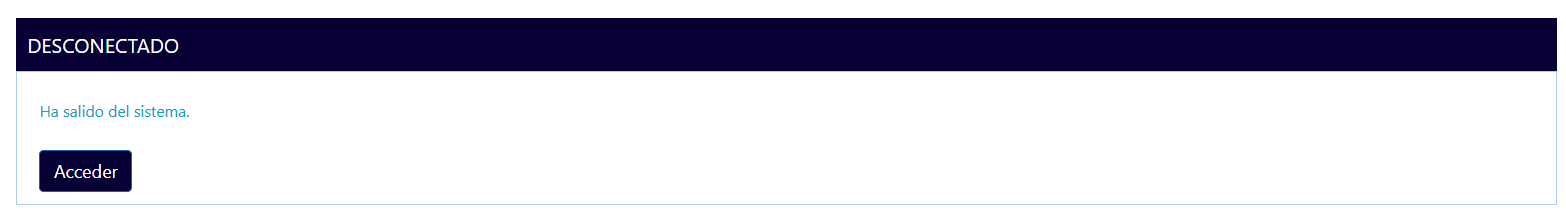 DESCONECTADO
Ha salido del sistema.
Acceder